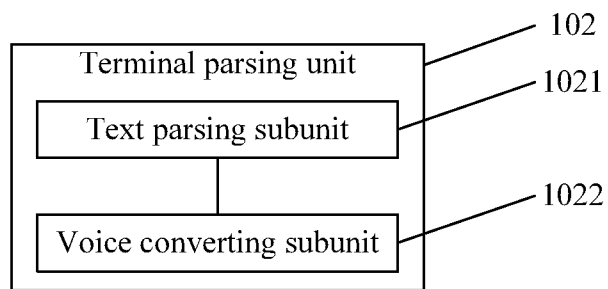 102
Terminal parsing unit
1021
Text parsing subunit
1022
Voice converting subunit